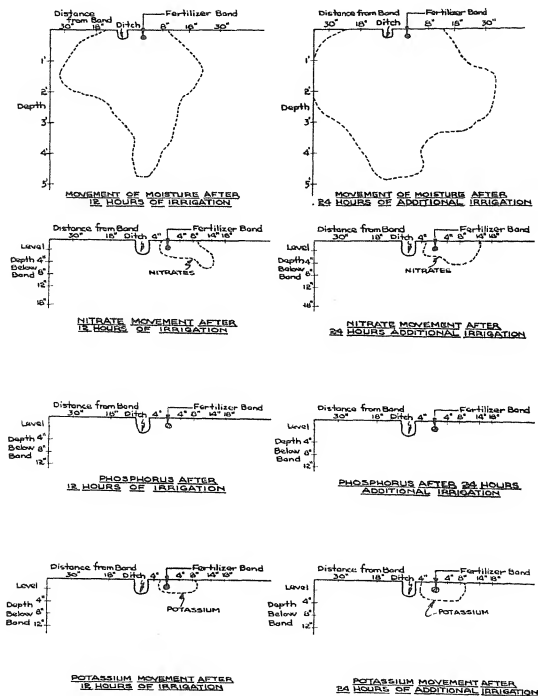 Distance from Band Ditch Fertilizer Band
30" 18" 8" 18" 30"
1'
2'
Depth
3'
4'
5'
MOVEMENT OF MOISTURE AFTER
12 HOURS OF IRRIGATION
Distance from Band Ditch Fertilizer Band
30" 18" 8" 18" 30"
1'
2'
Depth
3'
4'
5'
MOVEMENT OF MOISTURE AFTER
24 HOURS OF ADDITIONAL IRRIGATION
Distance from Band Fertilizer Band
30" 18" Ditch 4" 4" 8" 14" 18"
Level
Depth 4"
Below 8"
Band 12"
18"
NITRATES
NITRATE MOVEMENT AFTER
12 HOURS OF IRRIGATION
Distance from Band Fertilizer Band
30" 18" Ditch 4" 4" 8" 14" 18"
Level
Depth 4"
Below 8"
Band 12"
18"
NITRATES
NITRATE MOVEMENT AFTER
24 HOURS ADDITIONAL IRRIGATION
Distance from Band Fertilizer Band
30" 18" Ditch 4" 4" 8" 14" 18"
Level
Depth 4"
Below 8"
Band 12"
PHOSPHORUS AFTER
12 HOURS OF IRRIGATION
Distance from Band Fertilizer Band
30" 18" Ditch 4" 4" 8" 14" 18"
Level
Depth 4"
Below 8"
Band 12"
PHOSPHORUS AFTER 24 HOURS
ADDITIONAL IRRIGATION
Distance from Band Fertilizer Band
30" 18" Ditch 4" 4" 8" 14" 18"
Level
4"
Depth
Below 8"
Band 12"
POTASSIUM
POTASSIUM MOVEMENT AFTER
12 HOURS OF IRRIGATION
Distance from Band Fertilizer Band
30" 18" Ditch 4" 4" 8" 14" 18"
Level
4"
Depth
Below 8"
Band 12"
POTASSIUM
POTASSIUM MOVEMENT AFTER
24 HOURS OF ADDITIONAL IRRIGATION